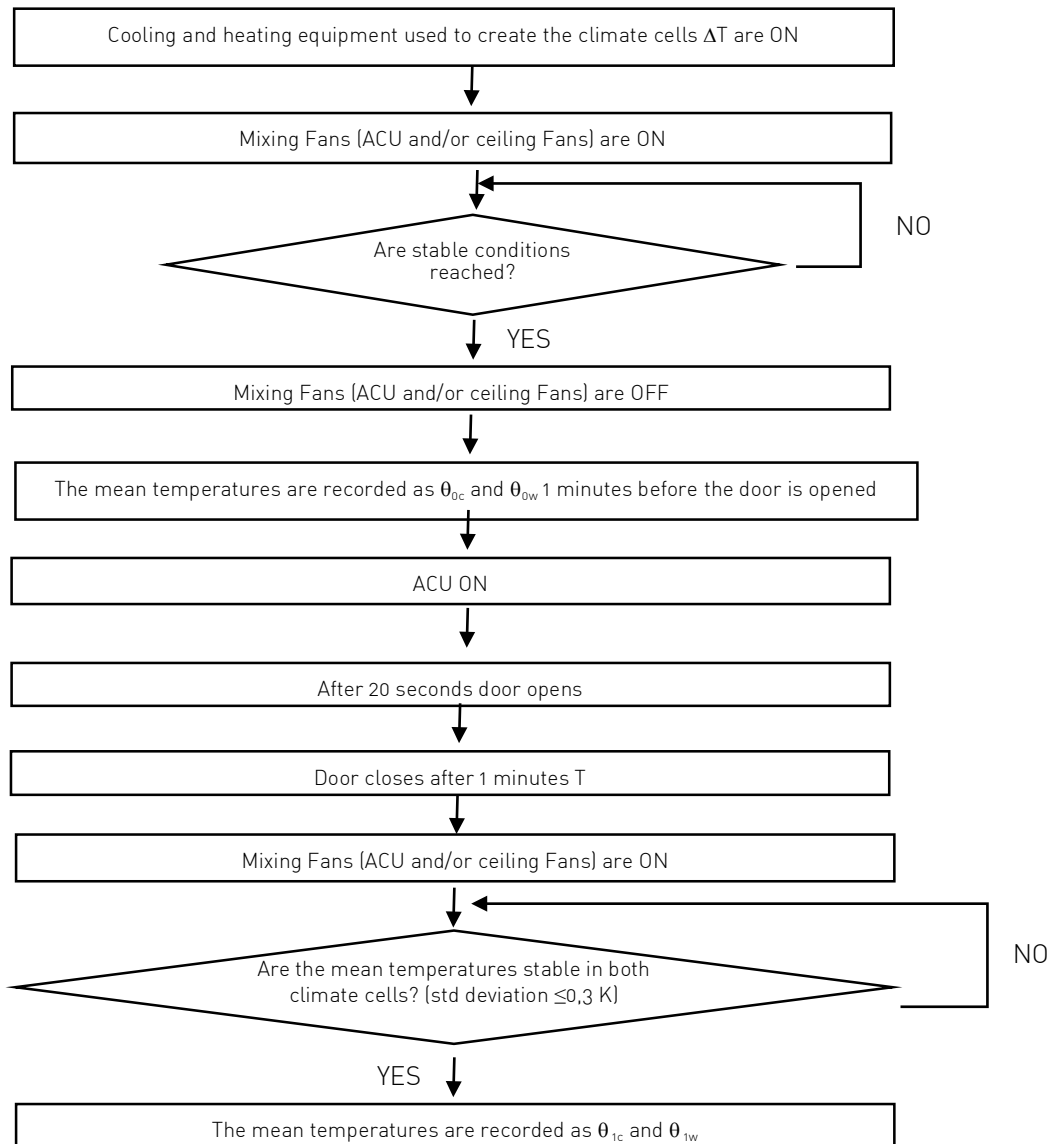 Cooling and heating equipment used to create the climate cells ΔT are ON
Mixing Fans (ACU and/or ceiling Fans) are ON
NO
Are stable conditions
reached?
YES
Mixing Fans (ACU and/or ceiling Fans) are OFF
The mean temperatures are recorded as θ0c and θ0w 1 minutes before the door is opened
ACU ON
After 20 seconds door opens
Door closes after 1 minutes T
Mixing Fans (ACU and/or ceiling Fans) are ON
NO
Are the mean temperatures stable in both
climate cells? (std deviation ≤0,3 K)
YES
The mean temperatures are recorded as θ1c and θ1w